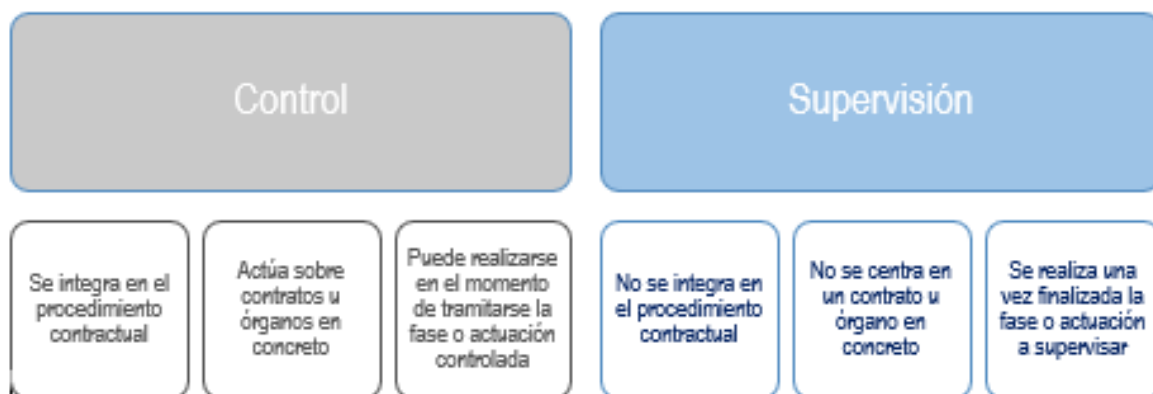 Control
Supervisión
Se integra en el
procedimiento
contractual
Actúa sobre
contratos u
órganos en
concreto
Puede realizarse
en el momento
de tramitarse la
fase o actuación
controlada
No se integra en
el procedimiento
contractual
No se centra en
un contrato u
órgano en
concreto
Se realiza una
vez finalizada la
fase o actuación
a supervisar